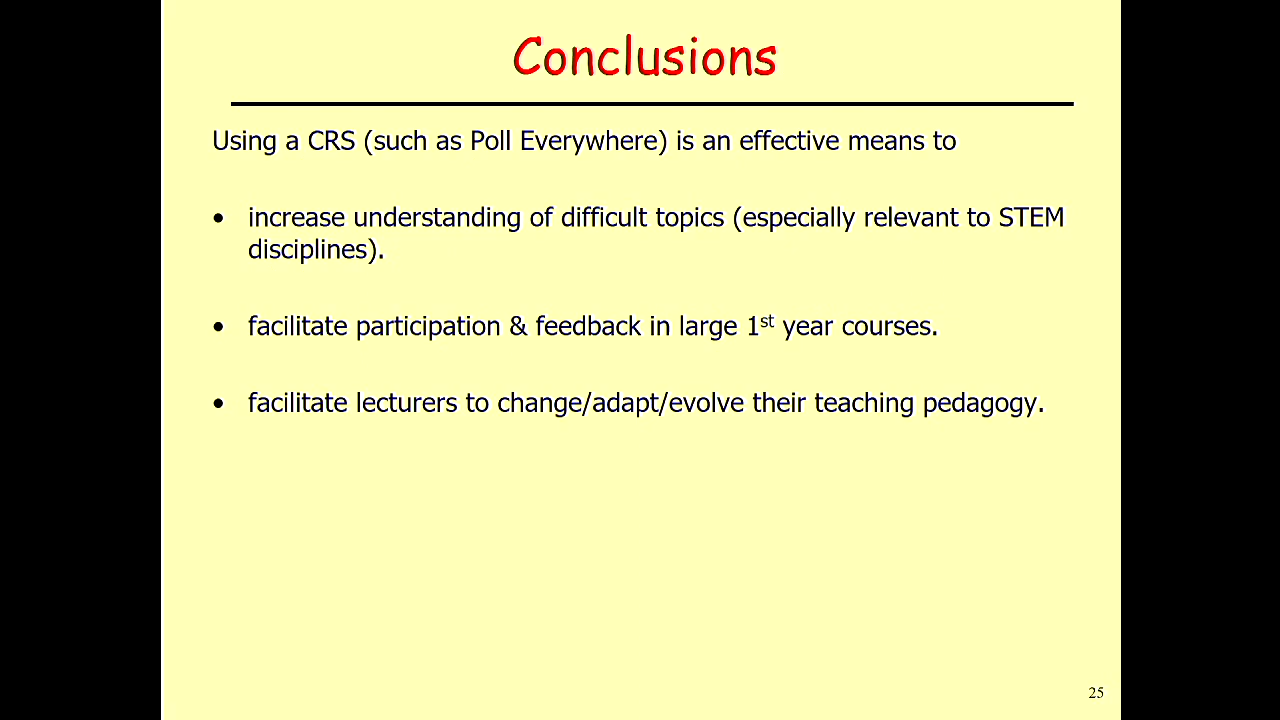 Conclusions
Using a CRS (such as Poll Everywhere) is an effective means to
• increase understanding of difficult topics (especially relevant to STEM
disciplines).
• facilitate participation & feedback in large 1st year courses.
• facilitate lecturers to change/adapt/evolve their teaching pedagogy.
25